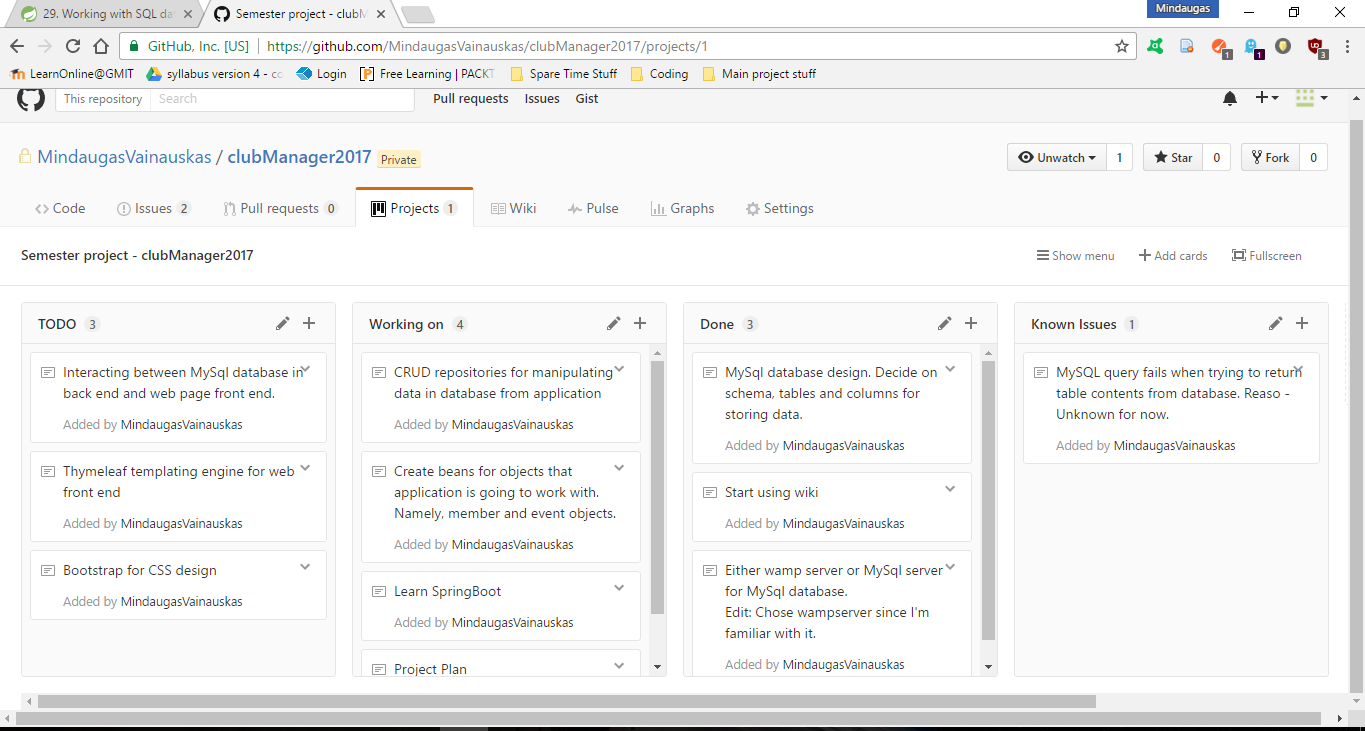 29. Working with SQL da
Semester project - clubM
Mindaugas
GitHub, Inc. [US] https://github.com/MindaugasVainauskas/clubManager2017/projects/1
1
1
3
LearnOnline@GMIT syllabus version 4 - co Login Free Learning | PACKT Spare Time Stuff Coding Main project stuff
This repository Search Pull requests Issues Gist
MindaugasVainauskas / clubManager2017 Private
Unwatch 1 Star 0 Fork 0
Code Issues 2 Pull requests 0 Projects 1 Wiki Pulse Graphs Settings
Semester project - clubManager2017
Show menu Add cards Fullscreen
TODO 3
Interacting between MySql database in
back end and web page front end.
Added by MindaugasVainauskas
Thymeleaf templating engine for web
front end
Added by MindaugasVainauskas
Bootstrap for CSS design
Added by MindaugasVainauskas
Working on 4
CRUD repositories for manipulating
data in database from application
Added by MindaugasVainauskas
Create beans for objects that
application is going to work with.
Namely, member and event objects.
Added by MindaugasVainauskas
Learn SpringBoot
Added by MindaugasVainauskas
Project Plan
Done 3
MySql database design. Decide on
schema, tables and columns for
storing data.
Added by MindaugasVainauskas
Start using wiki
Added by MindaugasVainauskas
Either wamp server or MySql server
for MySql database.
Edit: Chose wampserver since I'm
familiar with it.
Added by MindaugasVainauskas
Known Issues 1
MySQL query fails when trying to return
table contents from database. Reaso -
Unknown for now.
Added by MindaugasVainauskas